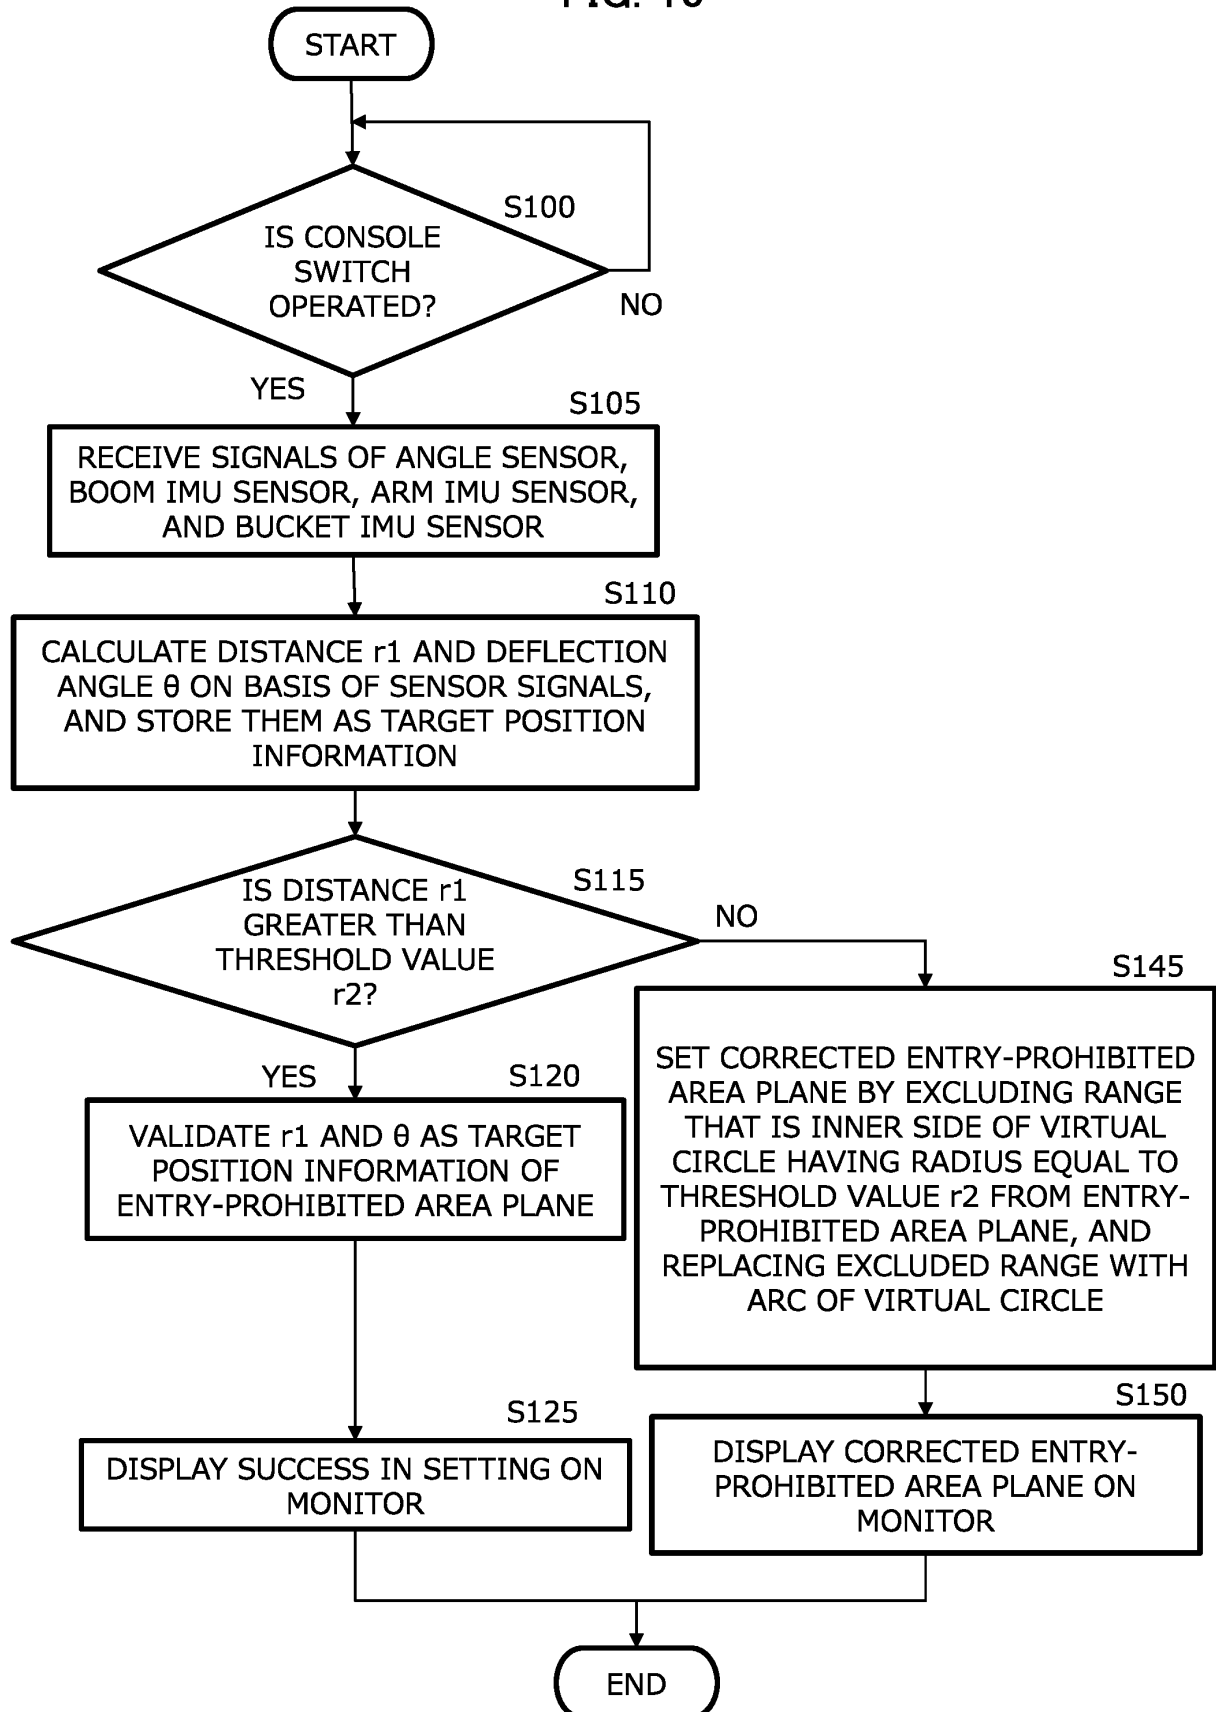 START
S100
IS CONSOLE
SWITCH
OPERATED?
NO
YES
S105
RECEIVE SIGNALS OF ANGLE SENSOR,
BOOM IMU SENSOR, ARM IMU SENSOR,
AND BUCKET IMU SENSOR
S110
CALCULATE DISTANCE r1 AND DEFLECTION
ANGLE θ ON BASIS OF SENSOR SIGNALS,
AND STORE THEM AS TARGET POSITION
INFORMATION
S115
IS DISTANCE r1
GREATER THAN
THRESHOLD VALUE
r2?
NO
YES
S120
VALIDATE r1 AND θ AS TARGET
POSITION INFORMATION OF
ENTRY-PROHIBITED AREA PLANE
S125
DISPLAY SUCCESS IN SETTING ON
MONITOR
S145
SET CORRECTED ENTRY-PROHIBITED
AREA PLANE BY EXCLUDING RANGE
THAT IS INNER SIDE OF VIRTUAL
CIRCLE HAVING RADIUS EQUAL TO
THRESHOLD VALUE r2 FROM ENTRY-
PROHIBITED AREA PLANE, AND
REPLACING EXCLUDED RANGE WITH
ARC OF VIRTUAL CIRCLE
S150
DISPLAY CORRECTED ENTRY-
PROHIBITED AREA PLANE ON
MONITOR
END